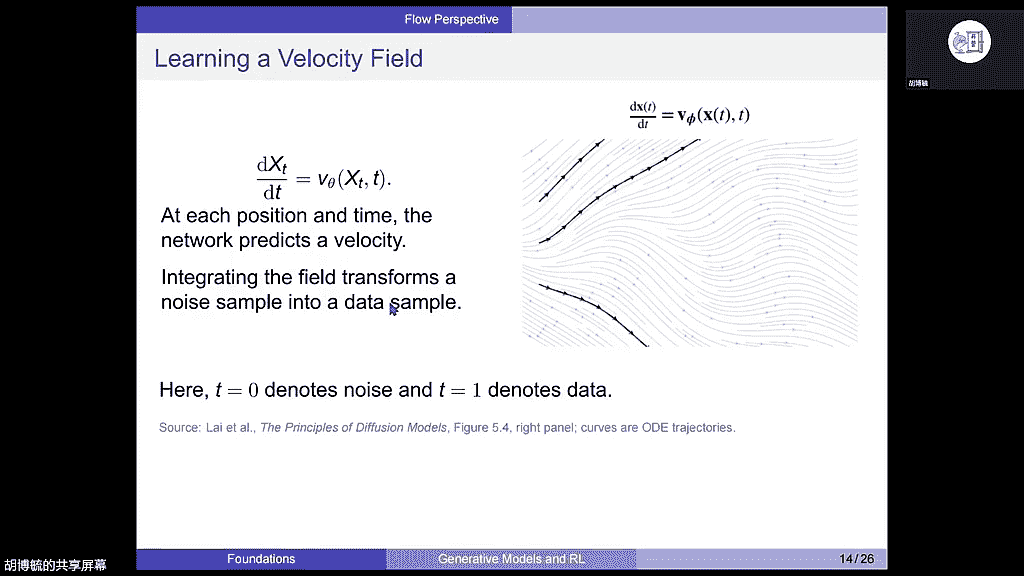 Flow Perspective
Learning a Velocity Field
dX_t/dt = v_θ(X_t, t).
At each position and time, the
network predicts a velocity.
Integrating the field transforms a
noise sample into a data sample.
dx(t)/dt = v_ϕ(x(t), t)
Here, t = 0 denotes noise and t = 1 denotes data.
Source: Lai et al., The Principles of Diffusion Models, Figure 5.4, right panel; curves are ODE trajectories.
Foundations
Generative Models and RL
14/26
胡博毓
胡博毓的共享屏幕